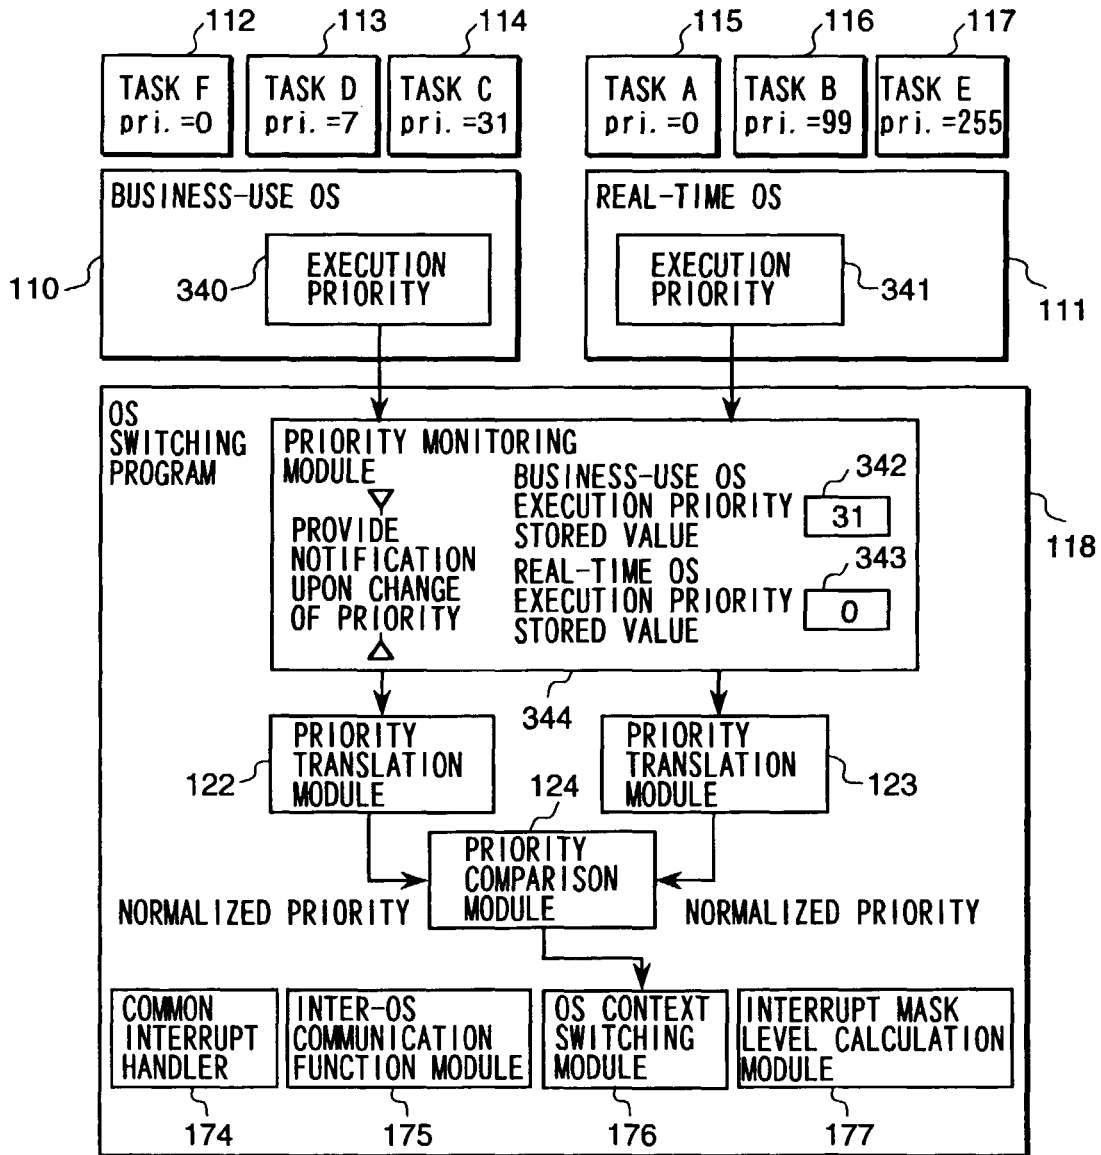 112
113
114
115
116
117
TASK F
pri.=0
TASK D
pri.=7
TASK C
pri.=31
TASK A
pri.=0
TASK B
pri.=99
TASK E
pri.=255
BUSINESS-USE OS
EXECUTION
PRIORITY
110
340
REAL-TIME OS
EXECUTION
PRIORITY
341
111
OS
SWITCHING
PROGRAM
PRIORITY MONITORING
MODULE
PROVIDE
NOTIFICATION
UPON CHANGE
OF PRIORITY
BUSINESS-USE OS
EXECUTION PRIORITY
STORED VALUE
342
31
REAL-TIME OS
EXECUTION PRIORITY
STORED VALUE
343
0
118
344
PRIORITY
TRANSLATION
MODULE
122
PRIORITY
TRANSLATION
MODULE
123
124
PRIORITY
COMPARISON
MODULE
NORMALIZED PRIORITY
NORMALIZED PRIORITY
COMMON
INTERRUPT
HANDLER
INTER-OS
COMMUNICATION
FUNCTION MODULE
OS CONTEXT
SWITCHING
MODULE
INTERRUPT MASK
LEVEL CALCULATION
MODULE
174
175
176
177